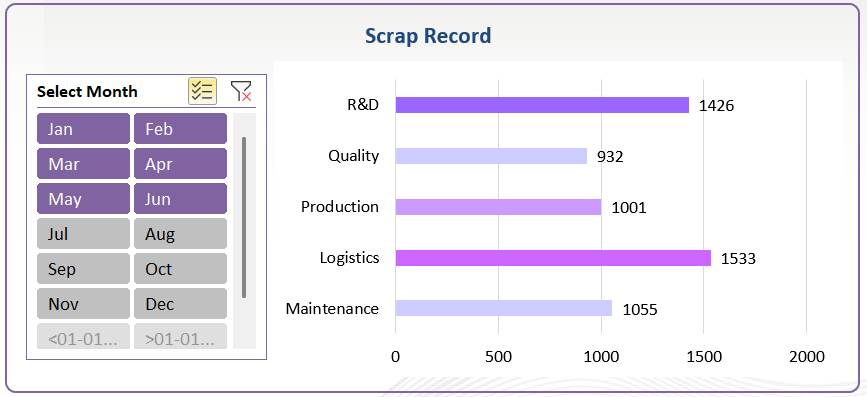 Scrap Record
Select Month
Jan Feb
Mar Apr
May Jun
Jul Aug
Sep Oct
Nov Dec
<01-01... >01-01...
R&D 1426
Quality 932
Production 1001
Logistics 1533
Maintenance 1055
0 500 1000 1500 2000